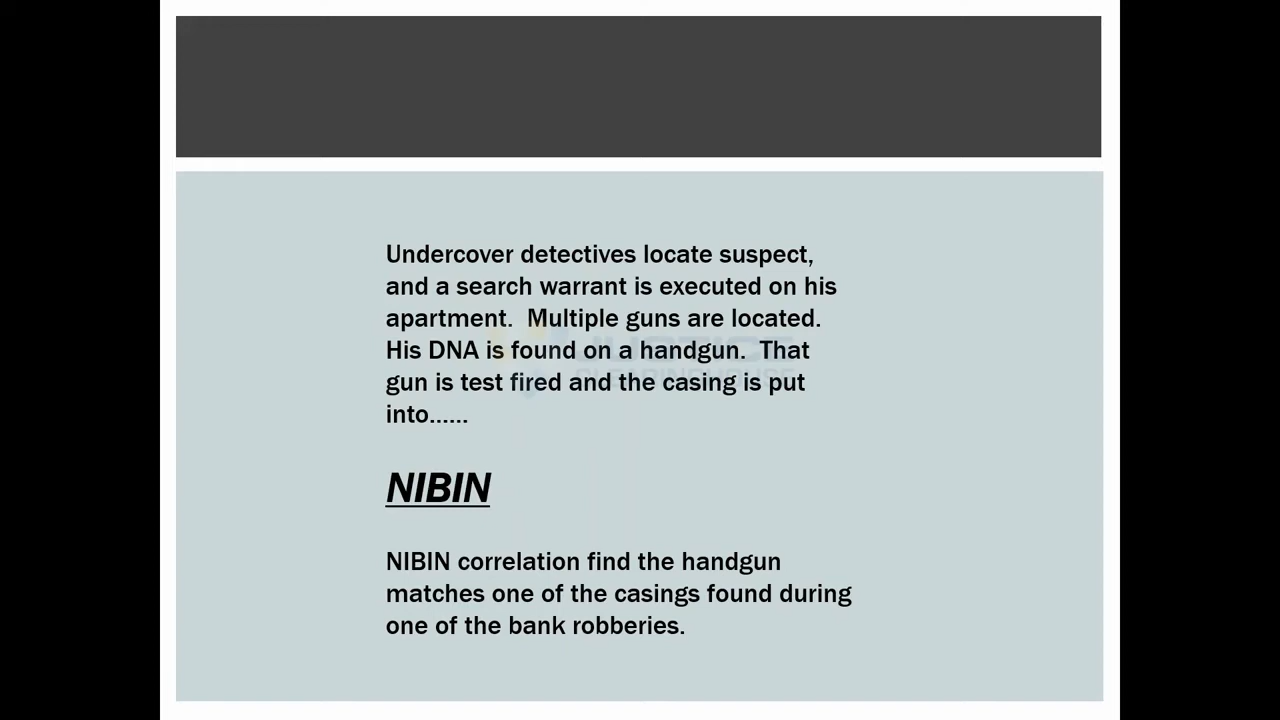 Undercover detectives locate suspect,
and a search warrant is executed on his
apartment.  Multiple guns are located.
His DNA is found on a handgun.  That
gun is test fired and the casing is put
into......
NIBIN
NIBIN correlation find the handgun
matches one of the casings found during
one of the bank robberies.
JUSTICE
CLEARINGHOUSE